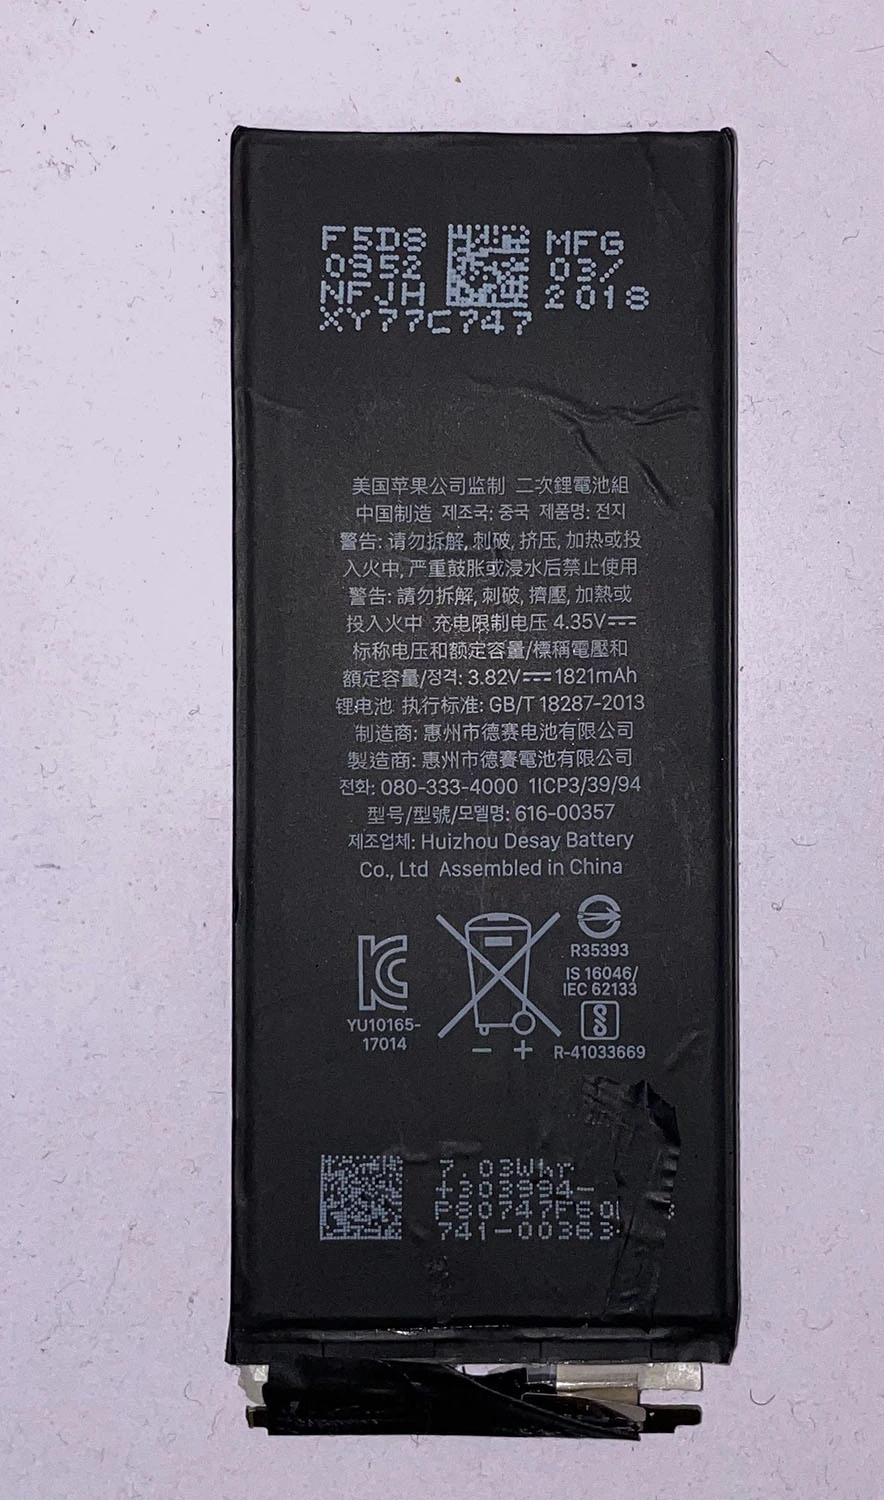 F5D8
0952
NFJH
XY77C747
MFG
03/
2018
美国苹果公司监制 二次鋰電池組
中国制造 제조국: 중국 제품명: 전지
警告: 请勿拆解, 刺破, 挤压, 加热或投
入火中, 严重鼓胀或浸水后禁止使用
警告: 請勿拆解, 刺破, 擠壓, 加熱或
投入火中 充电限制电压 4.35V⎓
标称电压和额定容量/標稱電壓和
額定容量/정격: 3.82V⎓1821mAh
锂电池 执行标准: GB/T 18287-2013
制造商: 惠州市德赛电池有限公司
製造商: 惠州市德賽電池有限公司
전화: 080-333-4000 1ICP3/39/94
型号/型號/모델명: 616-00357
제조업체: Huizhou Desay Battery
Co., Ltd Assembled in China
R35393
IS 16046/
IEC 62133
YU10165-
17014
R-41033669
− +
7.03Whr
741-00363